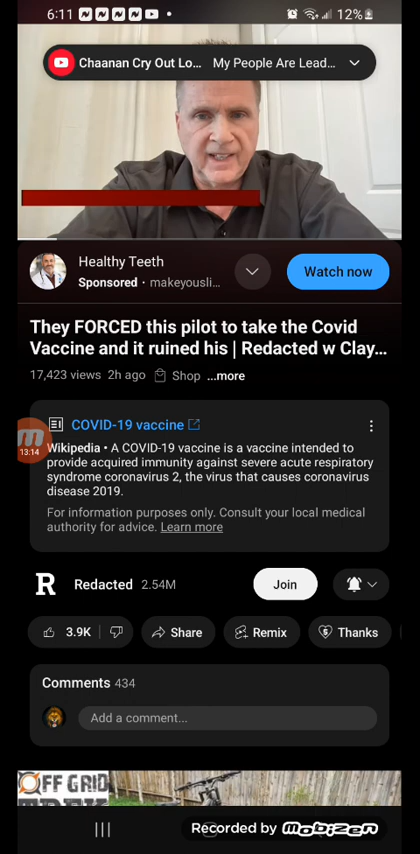 6:11
12%
Chaanan Cry Out Lo... My People Are Lead...
Healthy Teeth
Sponsored · makeyousli...
Watch now
They FORCED this pilot to take the Covid
Vaccine and it ruined his | Redacted w Clay...
17,423 views 2h ago Shop ...more
COVID-19 vaccine
Wikipedia • A COVID-19 vaccine is a vaccine intended to
provide acquired immunity against severe acute respiratory
syndrome coronavirus 2, the virus that causes coronavirus
disease 2019.
For information purposes only. Consult your local medical
authority for advice. Learn more
13:14
R Redacted 2.54M
Join
3.9K Share Remix Thanks
Comments 434
Add a comment...
OFF GRID
TREK
Recorded by mobizen